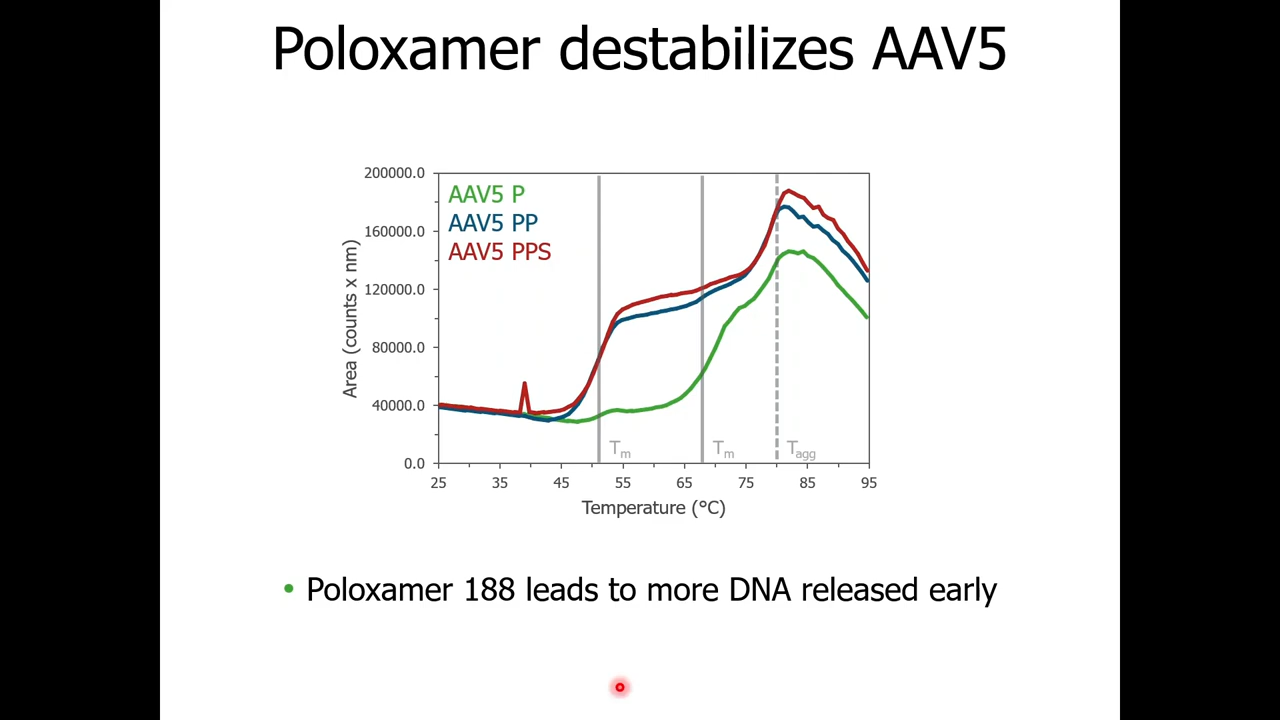 Poloxamer destabilizes AAV5
200000.0
160000.0
120000.0
80000.0
40000.0
0.0
Area (counts x nm)
AAV5 P
AAV5 PP
AAV5 PPS
Tm
Tm
Tagg
25 35 45 55 65 75 85 95
Temperature (°C)
• Poloxamer 188 leads to more DNA released early